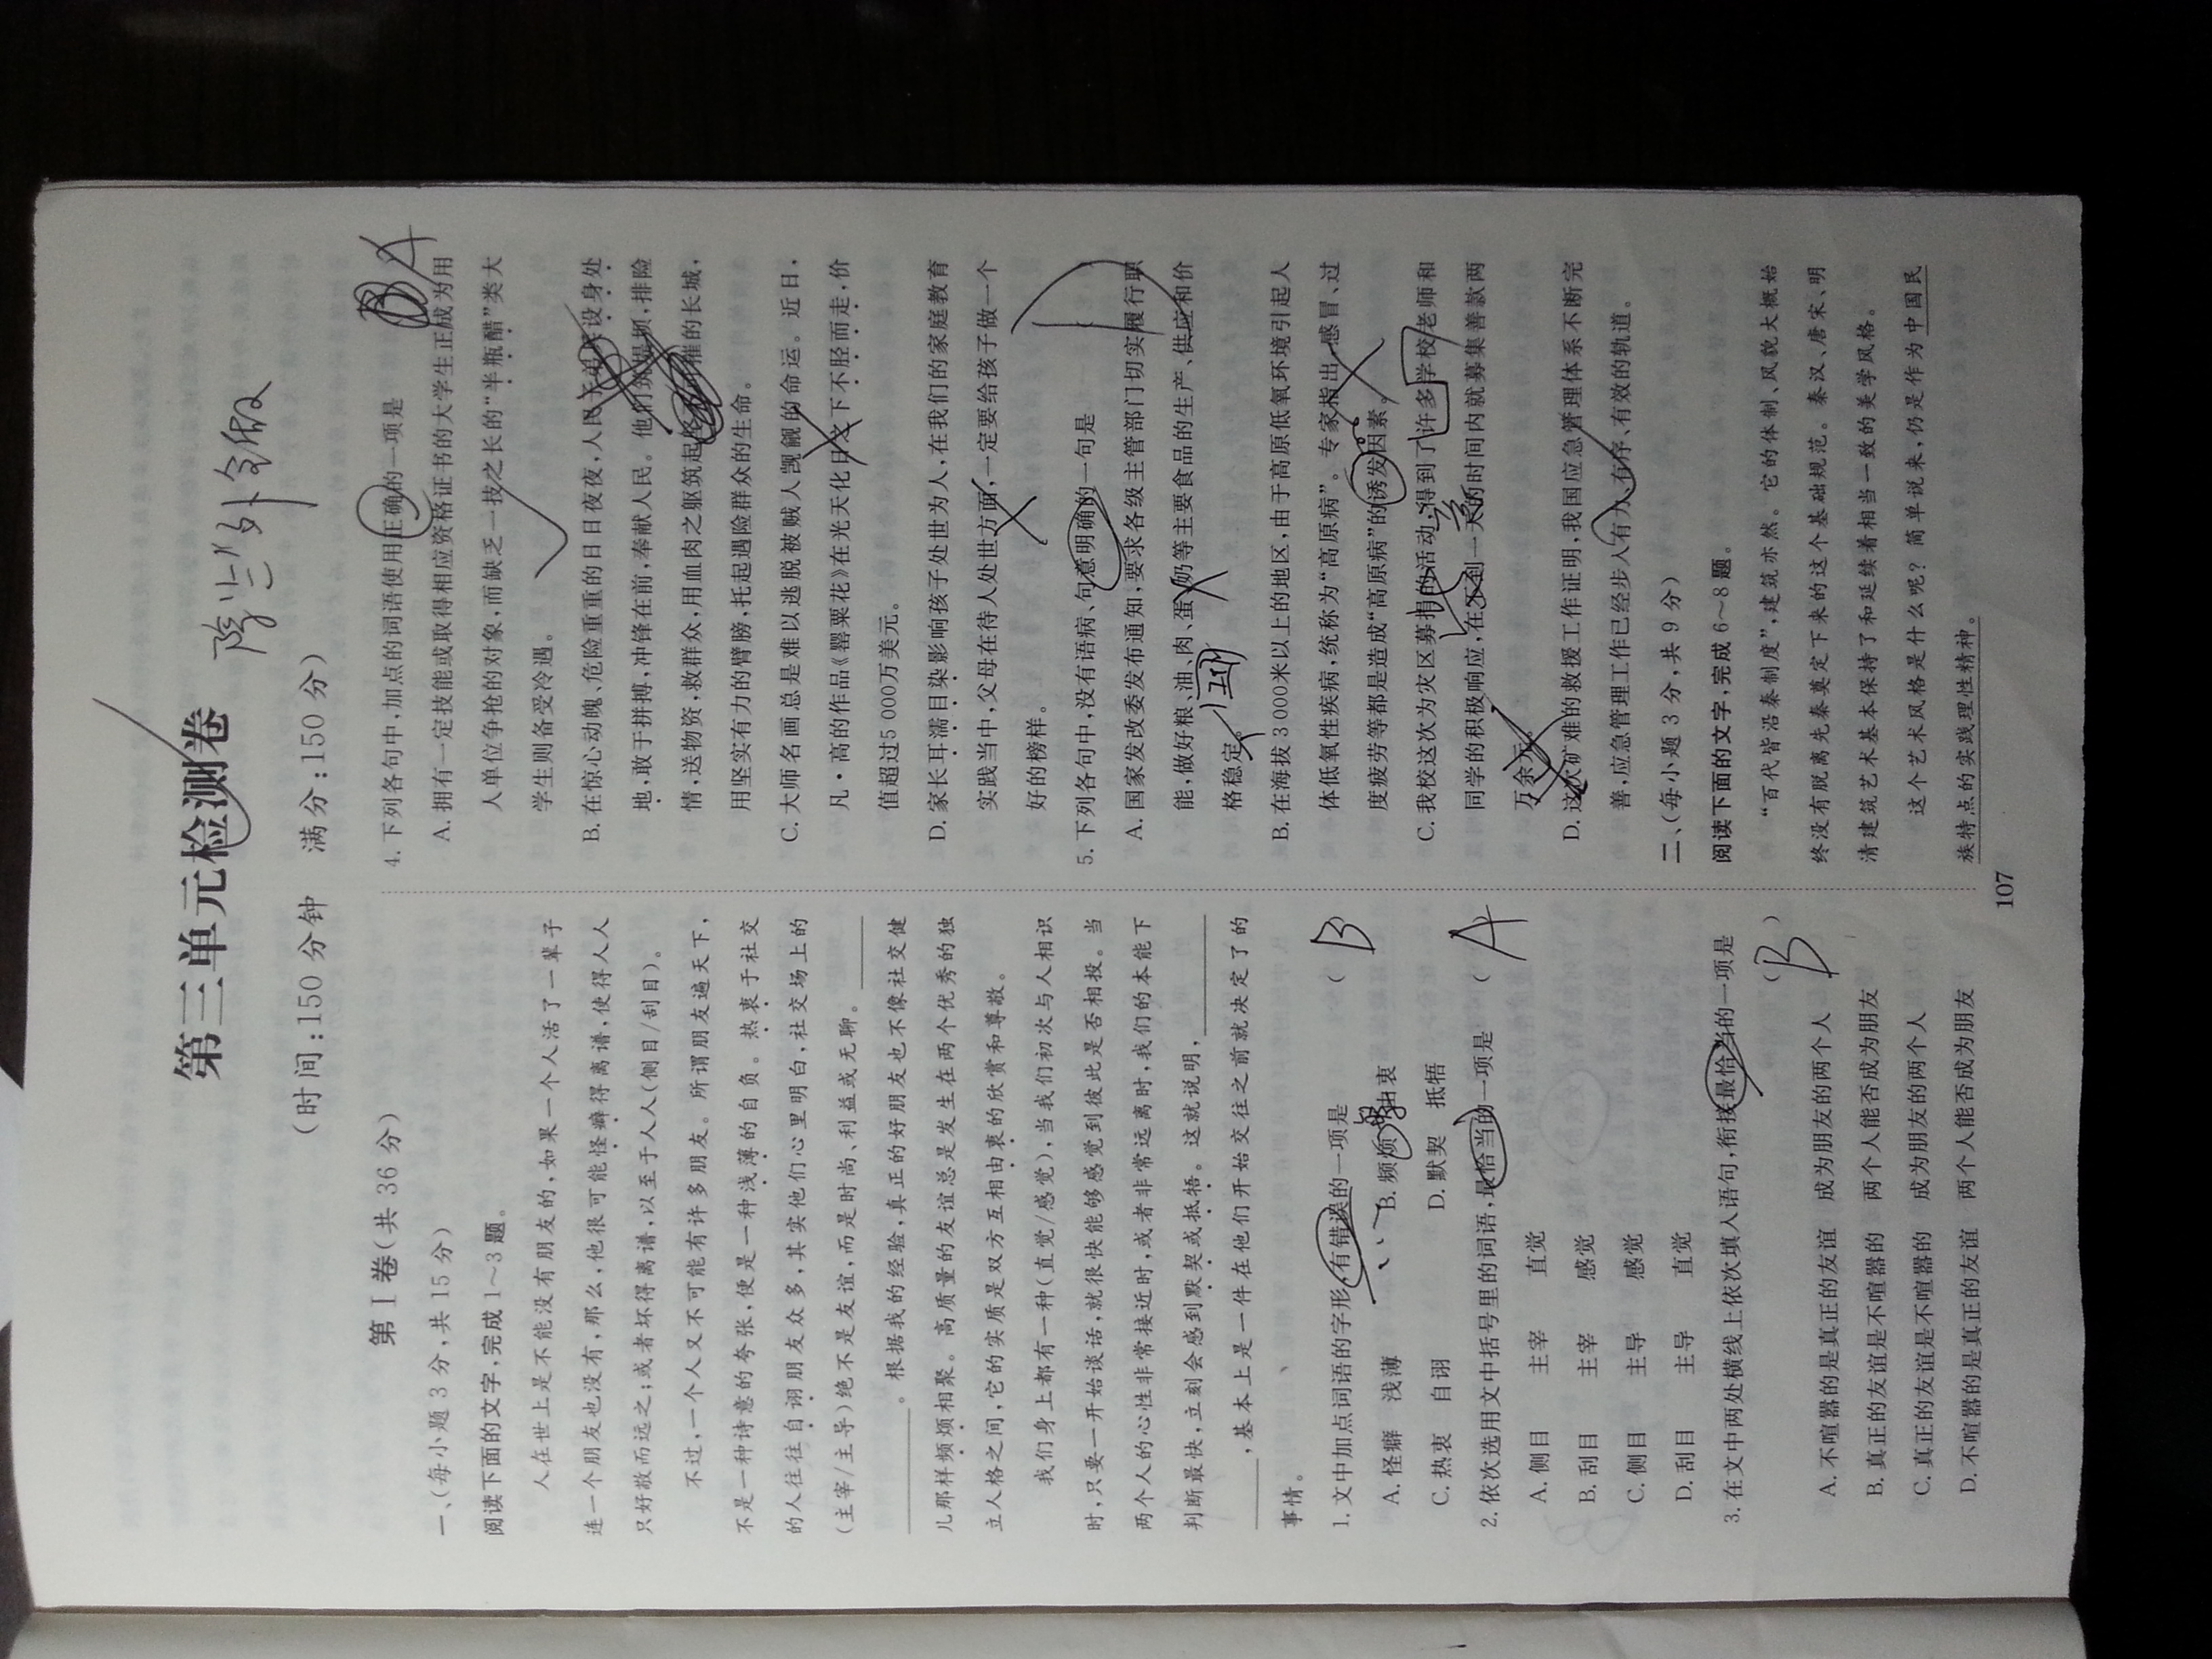 第三单元检测卷
除“三”外全做
（时间：150 分钟　满分：150 分）
第Ⅰ卷（共 36 分）
一、（每小题 3 分，共 15 分）
阅读下面的文字，完成 1～3 题。
人在世上是不能没有朋友的，如果一个人活了一辈子
连一个朋友也没有，那么，他很可能怪癖得离谱，使得人人
只好敬而远之；或者坏得离谱，以至于人人（侧目/刮目）。
不过，一个人又不可能有许多朋友。所谓朋友遍天下，
不是一种诗意的夸张，便是一种浅薄的自负。热衷于社交
的人往往自诩朋友众多，其实他们心里明白，社交场上的
（主宰/主导）绝不是友谊，而是时尚、利益或无聊。______
__________。根据我的经验，真正的好朋友也不像社交健
儿那样频烦相聚。高质量的友谊总是发生在两个优秀的独
立人格之间，它的实质是双方互相由衷的欣赏和尊敬。
我们身上都有一种（直觉/感觉），当我们初次与人相识
时，只要一开始谈话，就很快能够感觉到彼此是否相投。当
两个人的心性非常接近时，或者非常远离时，我们的本能下
判断最快，立刻会感到默契或抵牾。这就说明，__________
______，基本上是一件在他们开始交往之前就决定了的
事情。
1. 文中加点词语的字形，有错误的一项是　（ B
A. 怪癖　浅薄　B. 频烦　由衷
C. 热衷　自诩　D. 默契　抵牾
2. 依次选用文中括号里的词语，最恰当的一项是　（ A
A. 侧目　主宰　直觉
B. 刮目　主宰　感觉
C. 侧目　主导　感觉
D. 刮目　主导　直觉
3. 在文中两处横线上依次填入语句，衔接最恰当的一项是
（ B ）
A. 不喧嚣的是真正的友谊　成为朋友的两个人
B. 真正的友谊是不喧嚣的　两个人能否成为朋友
C. 真正的友谊是不喧嚣的　成为朋友的两个人
D. 不喧嚣的是真正的友谊　两个人能否成为朋友
4. 下列各句中，加点的词语使用正确的一项是　A
A. 拥有一定技能或取得相应资格证书的大学生正成为用
人单位争抢的对象，而缺乏一技之长的“半瓶醋”类大
学生则备受冷遇。
B. 在惊心动魄、危险重重的日日夜夜，人民子弟兵设身处
地，敢于拼搏，冲锋在前，奉献人民。他们筑堤坝，排险
情，送物资，救群众，用血肉之躯筑起坚不可摧的长城，
用坚实有力的臂膀，托起遇险群众的生命。
C. 大师名画总是难以逃脱被贼人觊觎的命运。近日，
凡·高的作品《罂粟花》在光天化日之下不胫而走，价
值超过5 000万美元。
D. 家长耳濡目染影响孩子处世为人，在我们的家庭教育
实践当中，父母在待人处世方面，一定要给孩子做一个
好的榜样。
5. 下列各句中，没有语病、句意明确的一句是　D
A. 国家发改委发布通知，要求各级主管部门切实履行职
能，做好粮、油、肉、蛋、奶等主要食品的生产、供应和价
格稳定。
B. 在海拔 3 000米以上的地区，由于高原低氧环境引起人
体低氧性疾病，统称为“高原病”。专家指出，感冒、过
度疲劳等都是造成“高原病”的诱发因素。
C. 我校这次为灾区募捐的活动，得到了许多学校老师和
同学的积极响应，在不到一天的时间内就募集善款两
万余元。
D. 这次矿难的救援工作证明，我国应急管理体系不断完
善，应急管理工作已经步入有力、有序、有效的轨道。
二、（每小题 3 分，共 9 分）
阅读下面的文字，完成 6～8 题。
“百代皆沿秦制度”，建筑亦然。它的体制、风貌大概始
终没有脱离先秦奠定下来的这个基础规范。秦汉、唐宋、明
清建筑艺术基本保持了和延续着相当一致的美学风格。
这个艺术风格是什么呢？简单说来，仍是作为中国民
族特点的实践理性精神。
107